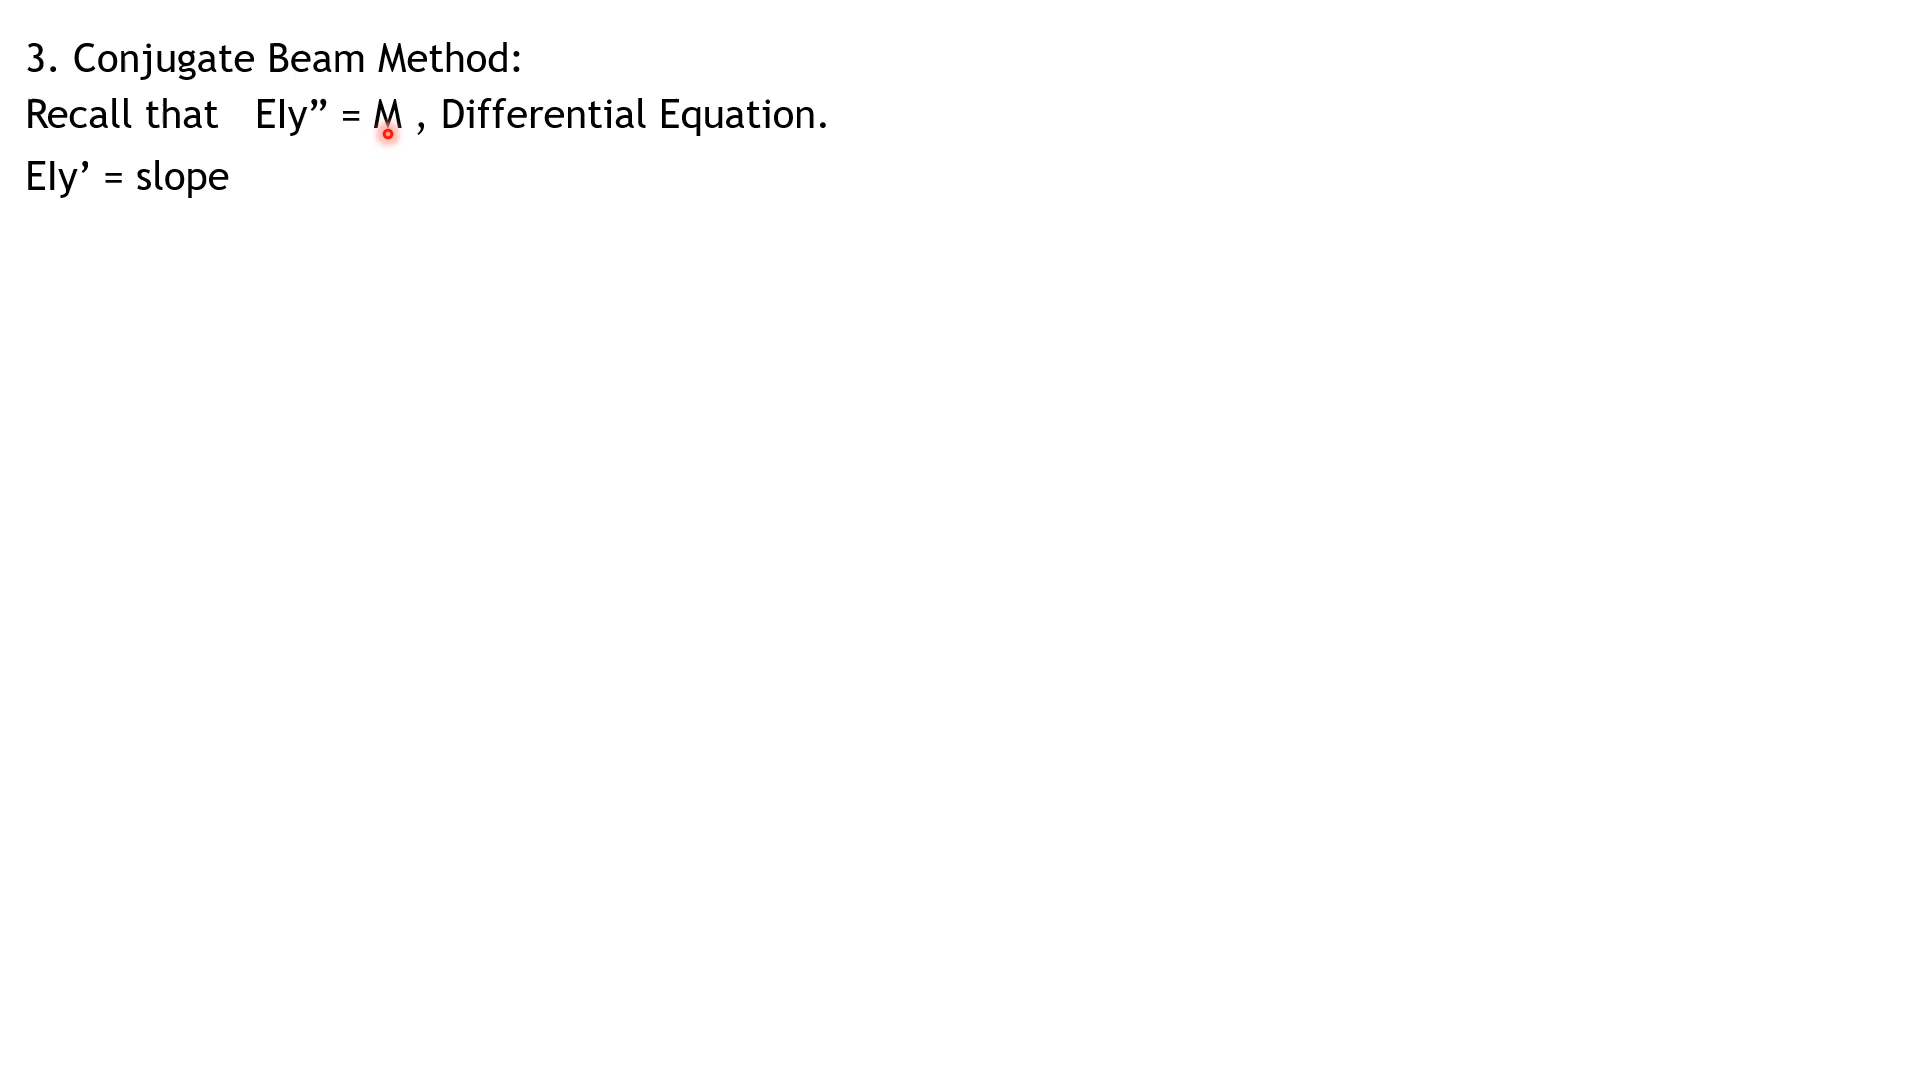 3. Conjugate Beam Method:
Recall that EIy” = M , Differential Equation.
EIy’ = slope